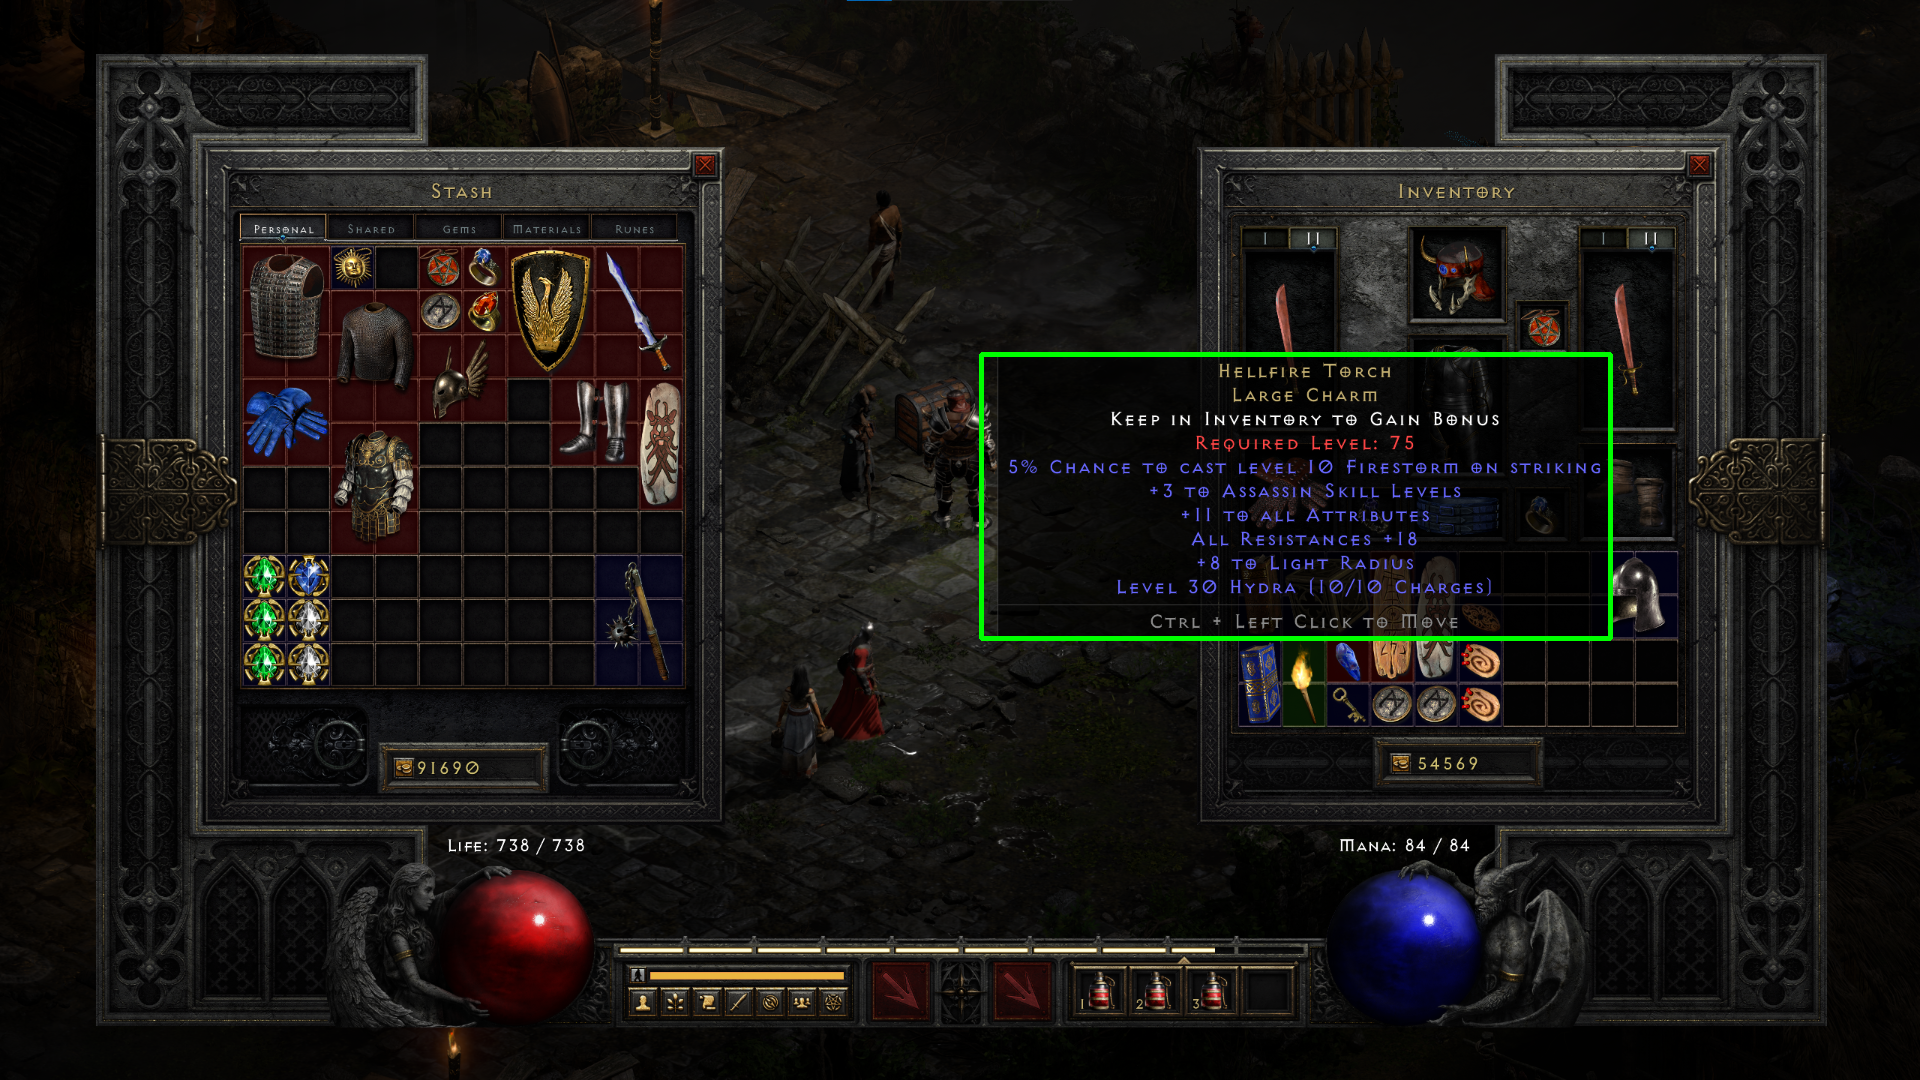 Stash
Personal
Shared
Gems
Materials
Runes
91690
Inventory
I
II
I
II
Hellfire Torch
Large Charm
Keep in Inventory to Gain Bonus
Required Level: 75
5% Chance to cast level 10 Firestorm on striking
+3 to Assassin Skill Levels
+11 to all Attributes
All Resistances +18
+8 to Light Radius
Level 30 Hydra (10/10 Charges)
Ctrl + Left Click to Move
54569
Life: 738 / 738
Mana: 84 / 84
1
2
3